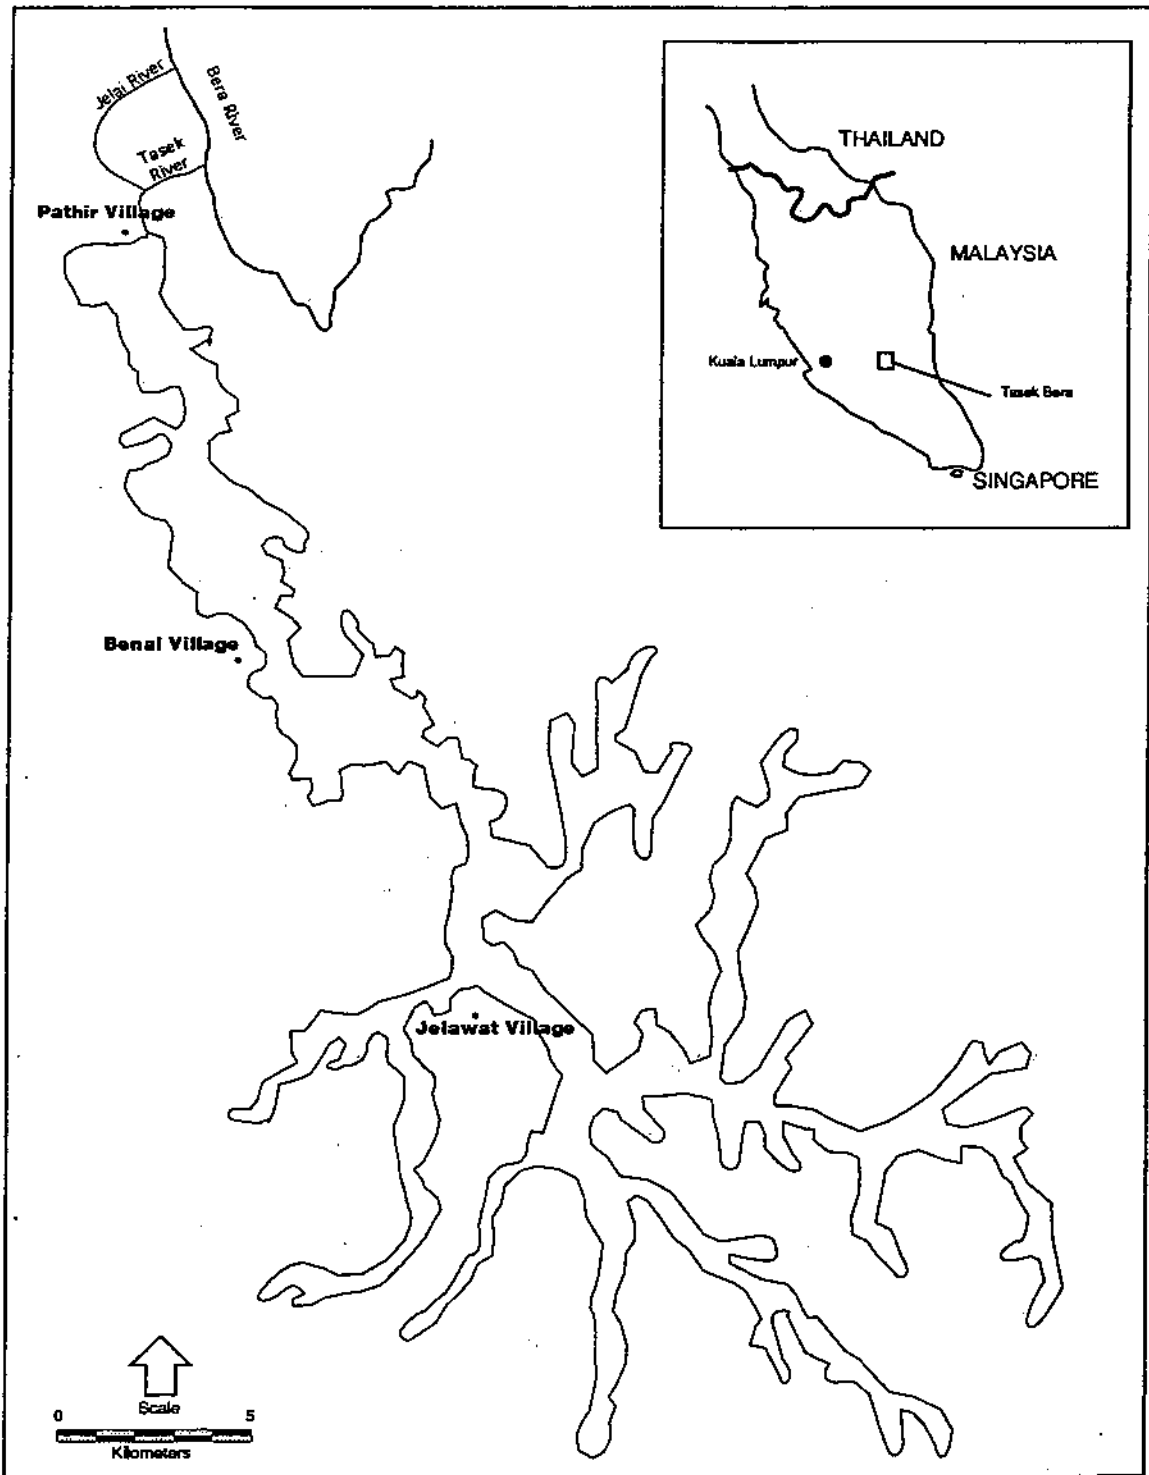 Jelai River
Bera River
Tasek
River
Pathir Village
THAILAND
MALAYSIA
Kuala Lumpur
Tasek Bera
SINGAPORE
Benal Village
Jelawat Village
Scale
0 5
Kilometers